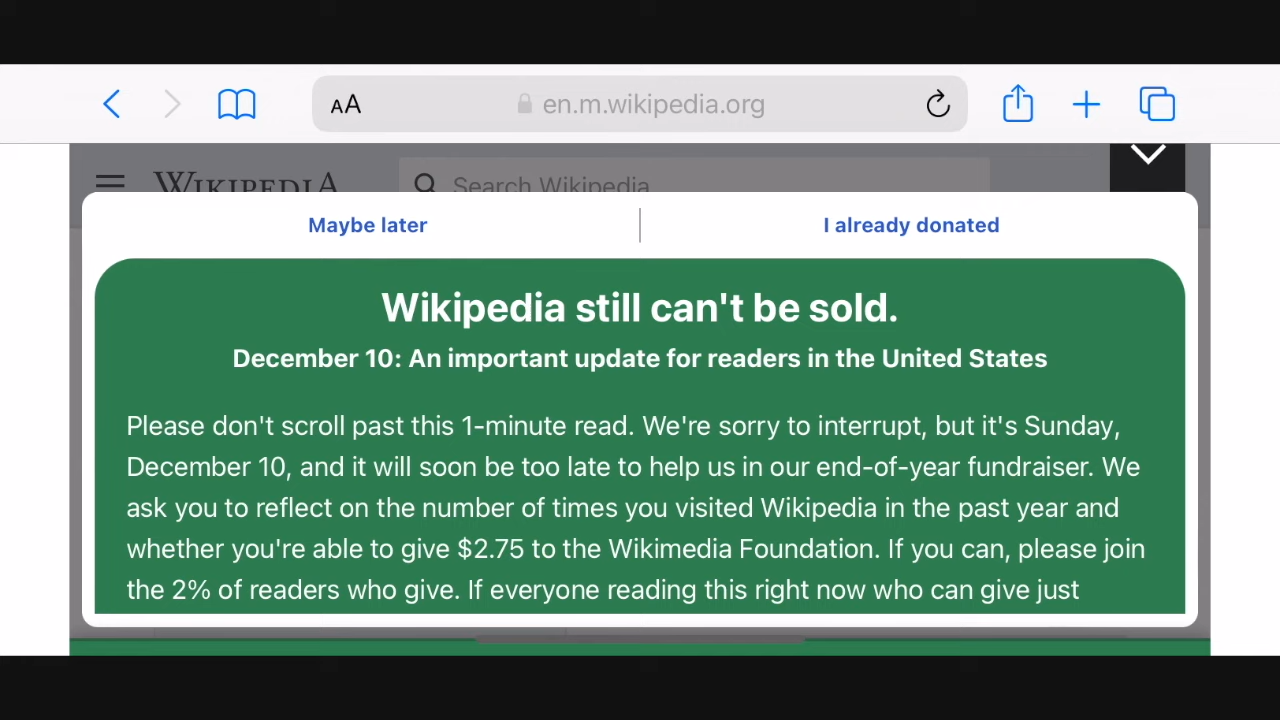 AA en.m.wikipedia.org
WIKIPEDIA Search Wikipedia
Maybe later I already donated
Wikipedia still can't be sold.
December 10: An important update for readers in the United States
Please don't scroll past this 1-minute read. We're sorry to interrupt, but it's Sunday,
December 10, and it will soon be too late to help us in our end-of-year fundraiser. We
ask you to reflect on the number of times you visited Wikipedia in the past year and
whether you're able to give $2.75 to the Wikimedia Foundation. If you can, please join
the 2% of readers who give. If everyone reading this right now who can give just